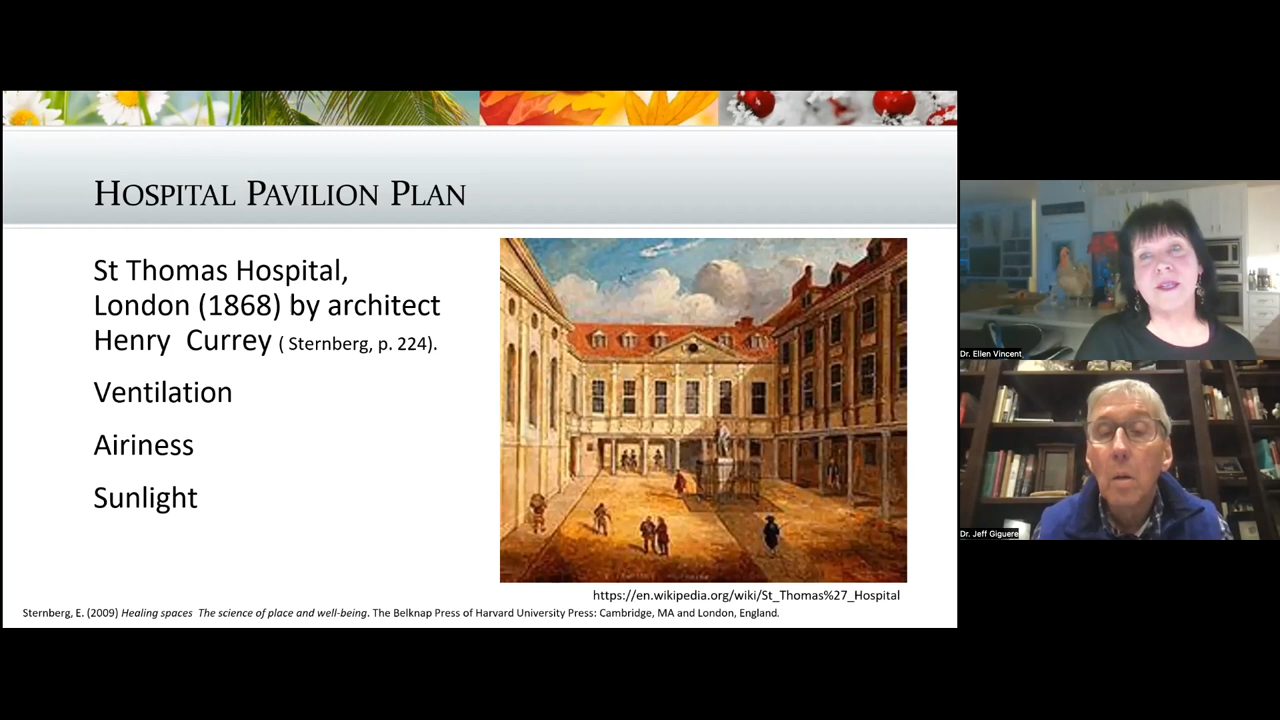 HOSPITAL PAVILION PLAN
St Thomas Hospital,
London (1868) by architect
Henry Currey ( Sternberg, p. 224).
Ventilation
Airiness
Sunlight
https://en.wikipedia.org/wiki/St_Thomas%27_Hospital
Sternberg, E. (2009) Healing spaces The science of place and well-being. The Belknap Press of Harvard University Press: Cambridge, MA and London, England.
Dr. Ellen Vincent
Dr. Jeff Giguere